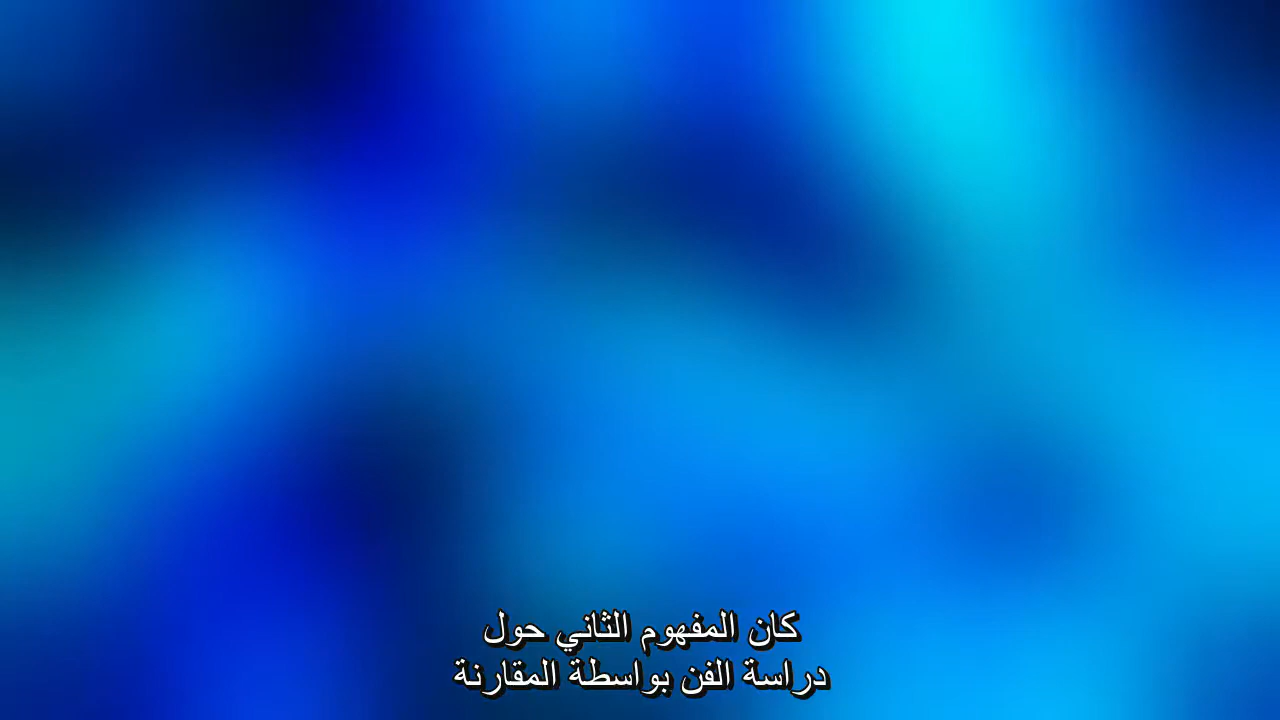 كان المفهوم الثاني حول
دراسة الفن بواسطة المقارنة